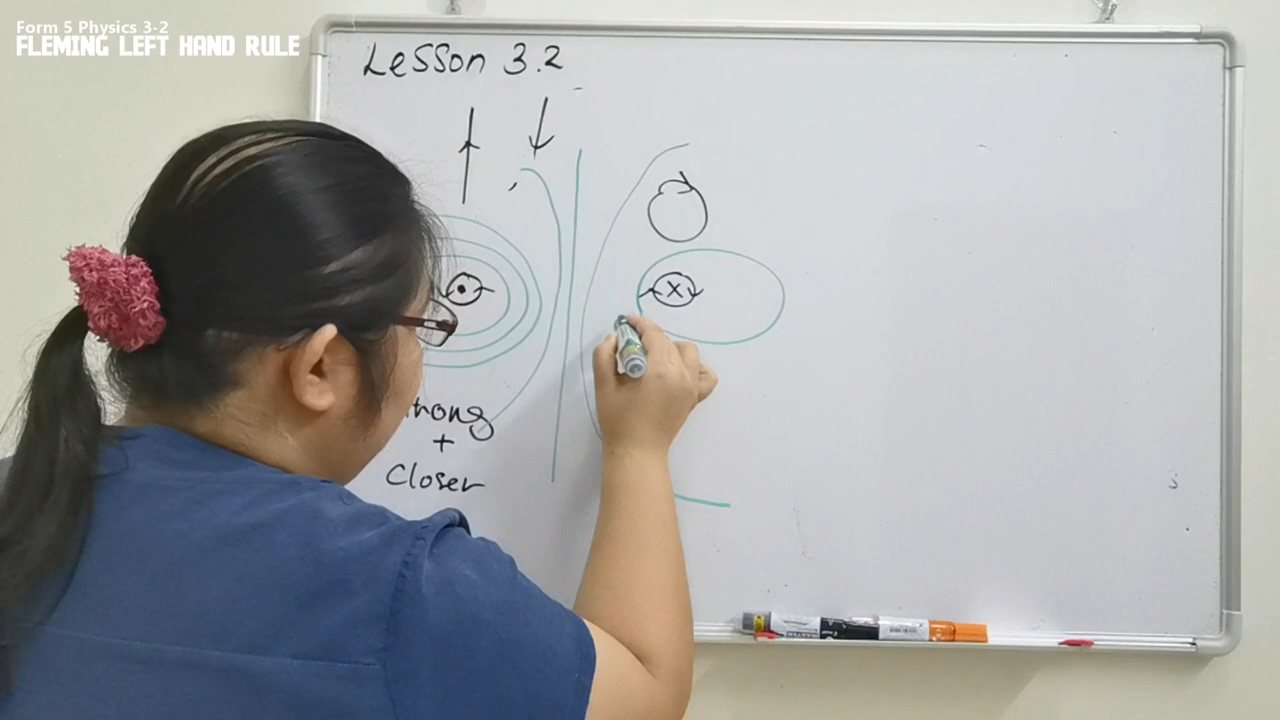 Form 5 Physics 3-2
FLEMING LEFT HAND RULE
Lesson 3.2
x
+
Closer